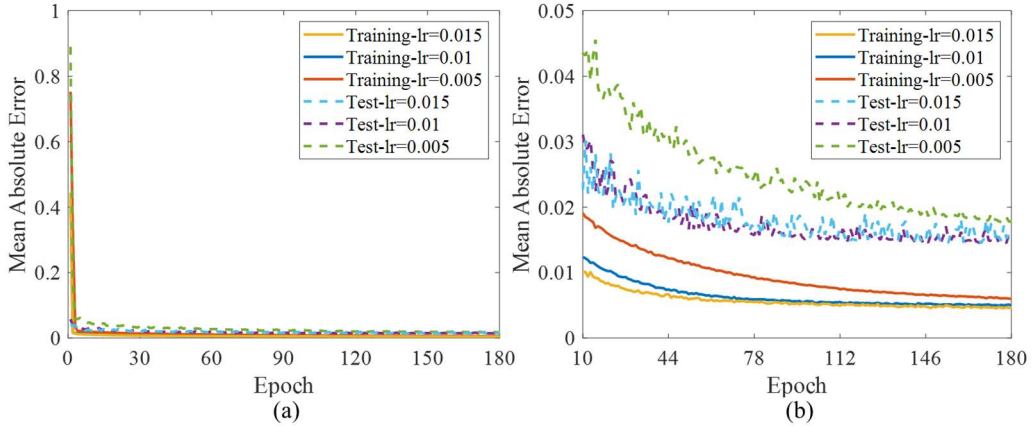 (a)
Mean Absolute Error
1
0.8
0.6
0.4
0.2
0
0
30
60
90
120
150
180
Epoch
Training-lr=0.015
Training-lr=0.01
Training-lr=0.005
Test-lr=0.015
Test-lr=0.01
Test-lr=0.005
(b)
Mean Absolute Error
0.05
0.04
0.03
0.02
0.01
0
10
44
78
112
146
180
Epoch
Training-lr=0.015
Training-lr=0.01
Training-lr=0.005
Test-lr=0.015
Test-lr=0.01
Test-lr=0.005